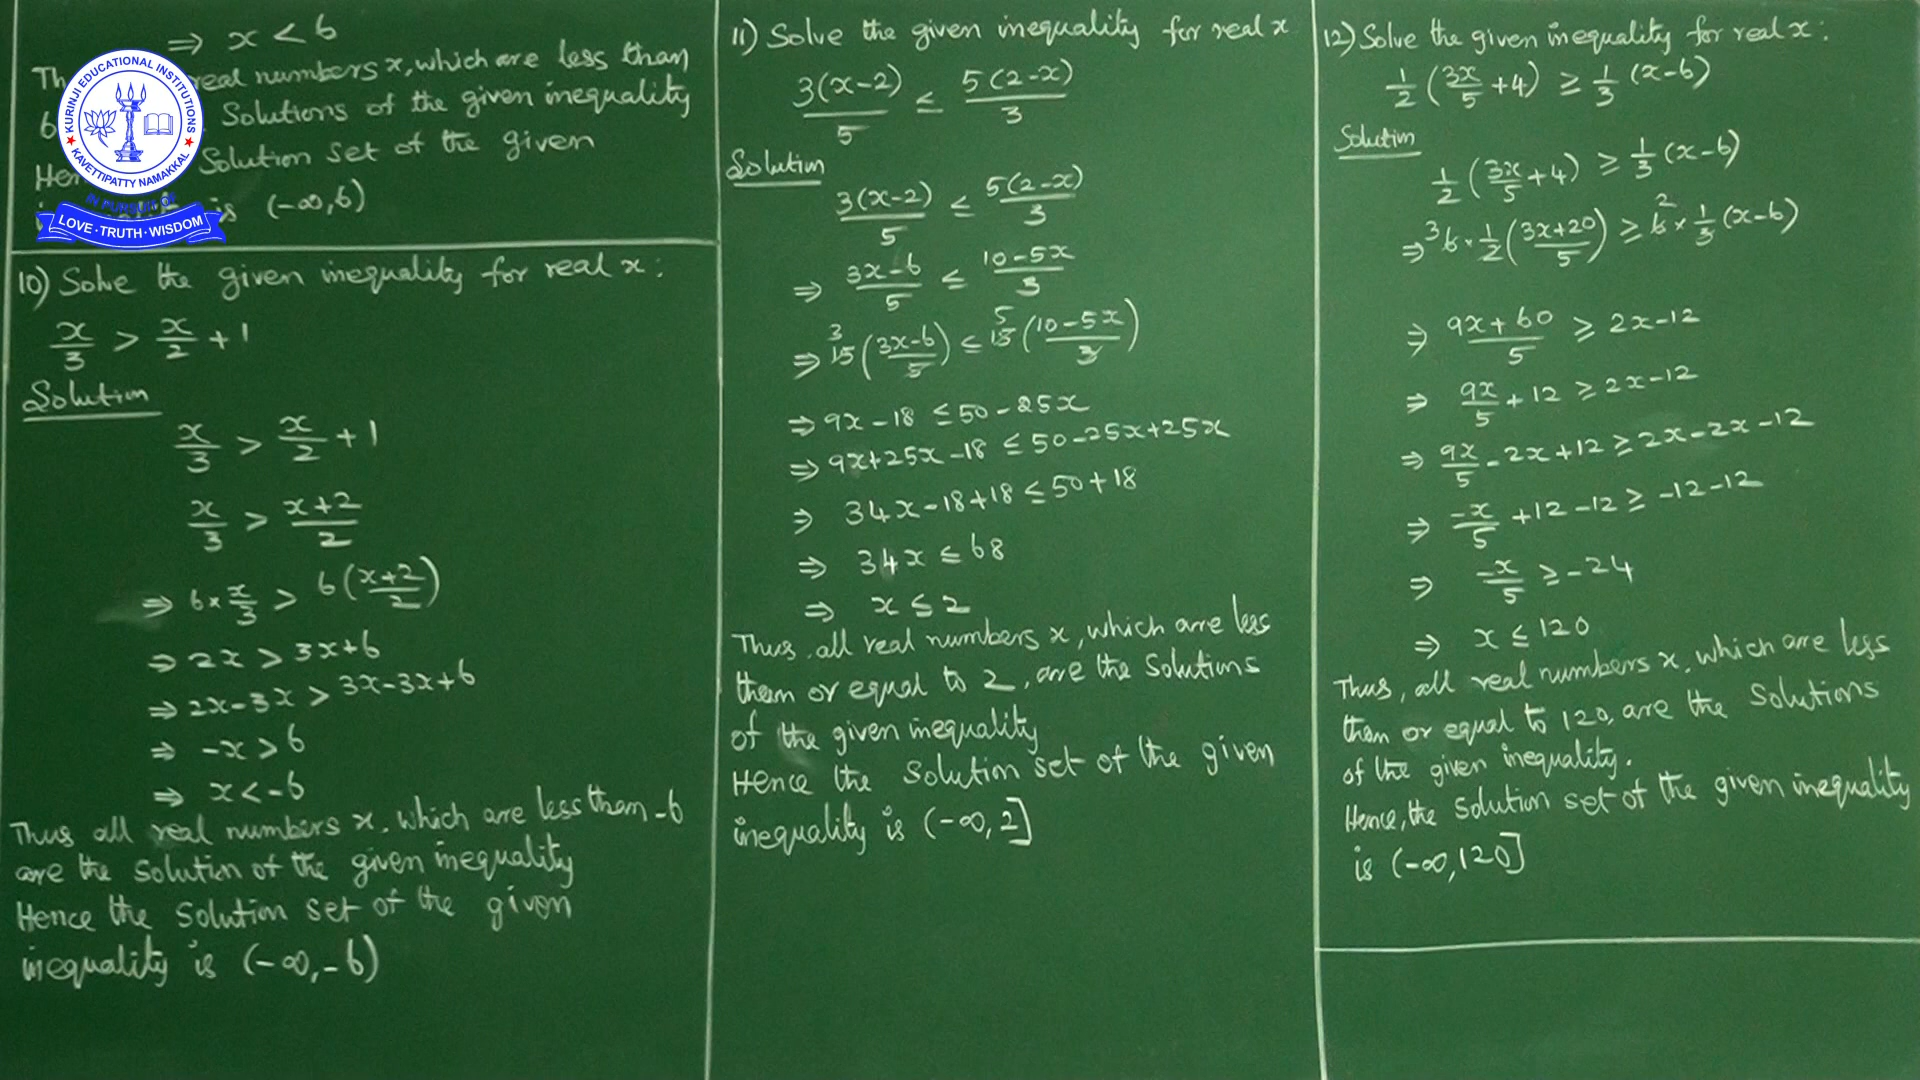 ⇒ x < 6
Th real numbers x, which are less than
6 Solutions of the given inequality
Hen Solution set of the given
is (-∞, 6)
KURINJI EDUCATIONAL INSTITUTIONS
KAVETTIPATTY NAMAKKAL
IN PURSUIT OF
LOVE · TRUTH · WISDOM
10) Solve the given inequality for real x :
x/3 > x/2 + 1
Solution
x/3 > x/2 + 1
x/3 > (x+2)/2
⇒ 6 × x/3 > 6 ((x+2)/2)
⇒ 2x > 3x+6
⇒ 2x-3x > 3x-3x+6
⇒ -x > 6
⇒ x < -6
Thus all real numbers x, which are less than -6
are the Solution of the given inequality
Hence the Solution set of the given
inequality is (-∞, -6)
11) Solve the given inequality for real x
3(x-2)/5 ≤ 5(2-x)/3
Solution
3(x-2)/5 ≤ 5(2-x)/3
⇒ (3x-6)/5 ≤ (10-5x)/3
⇒ 3 15 ((3x-6)/5) ≤ 5 15 ((10-5x)/3)
⇒ 9x - 18 ≤ 50 - 25x
⇒ 9x+25x-18 ≤ 50-25x+25x
⇒ 34x-18+18 ≤ 50+18
⇒ 34x ≤ 68
⇒ x ≤ 2
Thus, all real numbers x, which are less
than or equal to 2, are the Solutions
of the given inequality
Hence the Solution set of the given
inequality is (-∞, 2]
12) Solve the given inequality for real x :
1/2 (3x/5 + 4) ≥ 1/3 (x-6)
Solution
1/2 (3x/5 + 4) ≥ 1/3 (x-6)
⇒ 3 6 × 1/2 ((3x+20)/5) ≥ 2 6 × 1/3 (x-6)
⇒ (9x+60)/5 ≥ 2x-12
⇒ 9x/5 + 12 ≥ 2x-12
⇒ 9x/5 - 2x + 12 ≥ 2x-2x-12
⇒ -x/5 + 12 - 12 ≥ -12-12
⇒ -x/5 ≥ -24
⇒ x ≤ 120
Thus, all real numbers x, which are less
than or equal to 120, are the Solutions
of the given inequality.
Hence, the Solution set of the given inequality
is (-∞, 120]